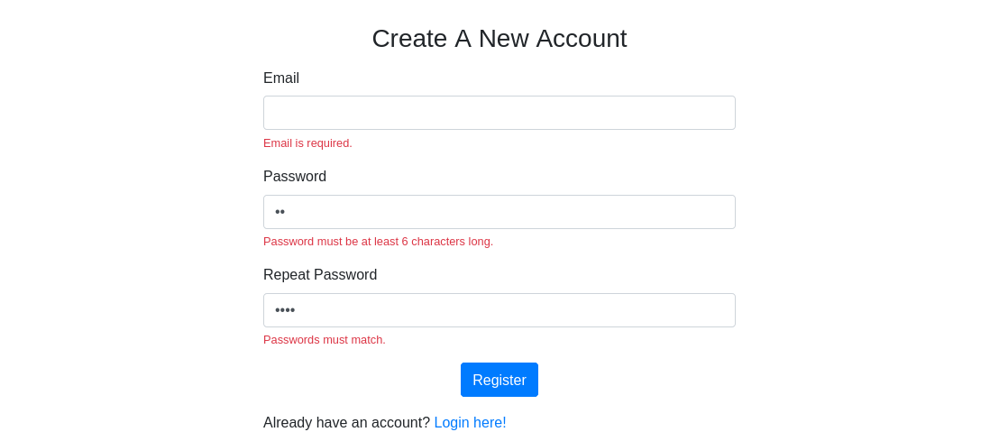 Create A New Account
Email
Email is required.
Password
••
Password must be at least 6 characters long.
Repeat Password
••••
Passwords must match.
Register
Already have an account? Login here!